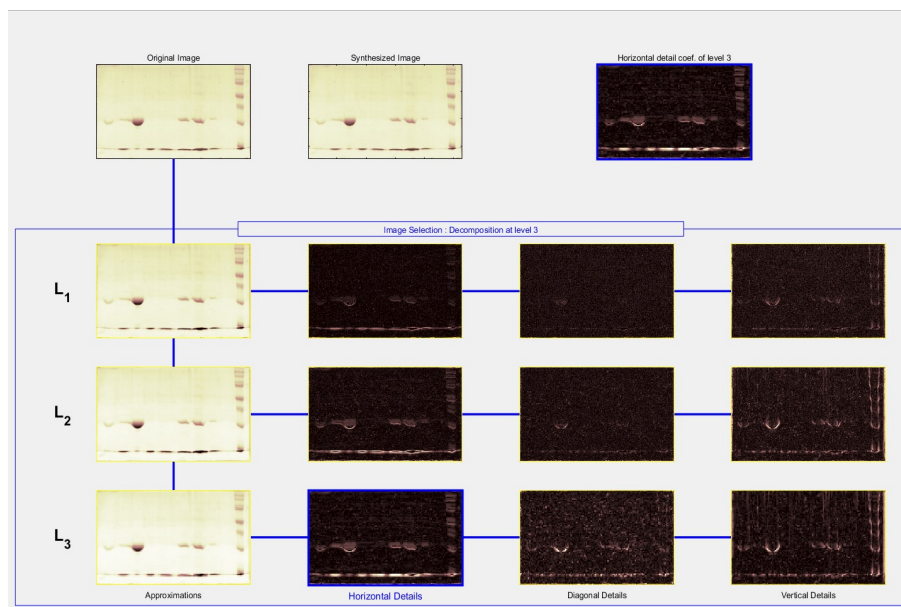 Original Image
Synthesized Image
Horizontal detail coef. of level 3
Image Selection : Decomposition at level 3
L1
L2
L3
Approximations
Horizontal Details
Diagonal Details
Vertical Details